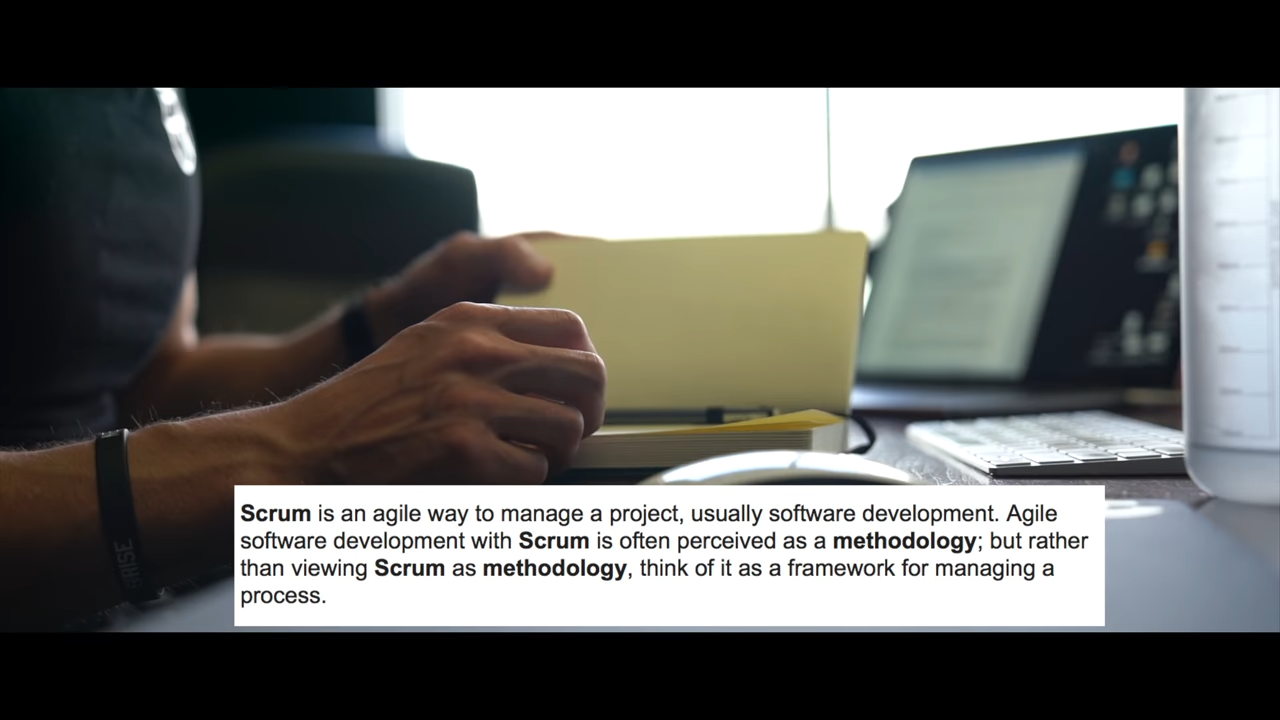 Scrum is an agile way to manage a project, usually software development. Agile
software development with Scrum is often perceived as a methodology; but rather
than viewing Scrum as methodology, think of it as a framework for managing a
process.